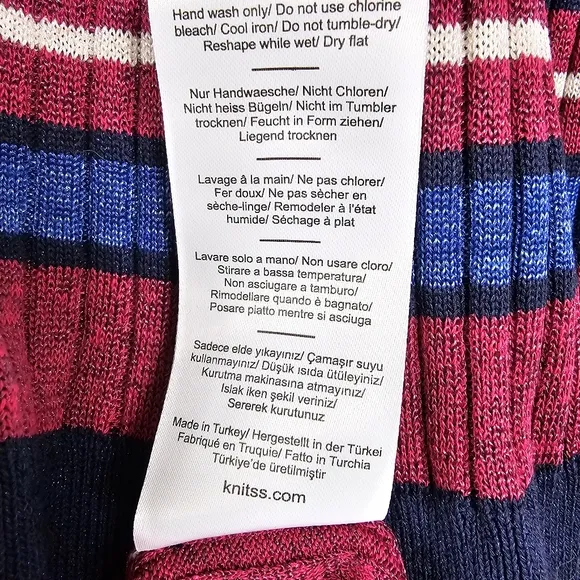 Hand wash only/ Do not use chlorine
bleach/ Cool iron/ Do not tumble-dry/
Reshape while wet/ Dry flat
Nur Handwaesche/ Nicht Chloren/
Nicht heiss Bügeln/ Nicht im Tumbler
trocknen/ Feucht in Form ziehen/
Liegend trocknen
Lavage â la main/ Ne pas chlorer/
Fer doux/ Ne pas sècher en
sèche-linge/ Remodeler à l'état
humide/ Séchage â plat
Lavare solo a mano/ Non usare cloro/
Stirare a bassa temperatura/
Non asciugare a tamburo/
Rimodellare quando è bagnato/
Posare piatto mentre si asciuga
Sadece elde yıkayınız/ Çamaşır suyu
kullanmayınız/ Düşük ısıda ütüleyiniz/
Kurutma makinasına atmayınız/
Islak iken şekil veriniz/
Sererek kurutunuz
Made in Turkey/ Hergestellt in der Türkei
Fabriqué en Truquie/ Fatto in Turchia
Türkiye'de üretilmiştir
knitss.com